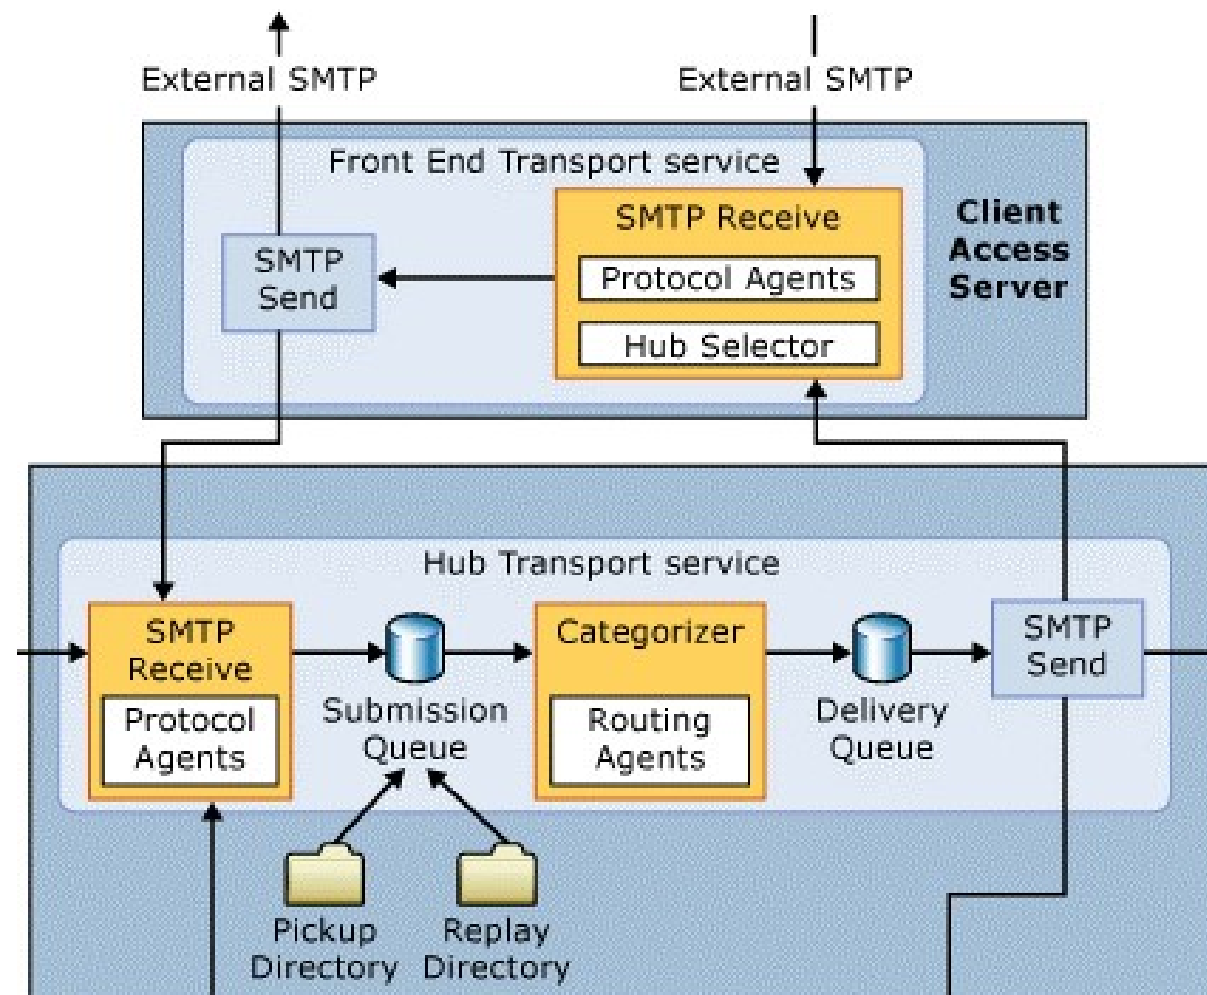 External SMTP
External SMTP
Front End Transport service
SMTP Receive
Protocol Agents
Hub Selector
SMTP
Send
Client
Access
Server
Hub Transport service
SMTP
Receive
Protocol
Agents
Submission
Queue
Categorizer
Routing
Agents
Delivery
Queue
SMTP
Send
Pickup
Directory
Replay
Directory